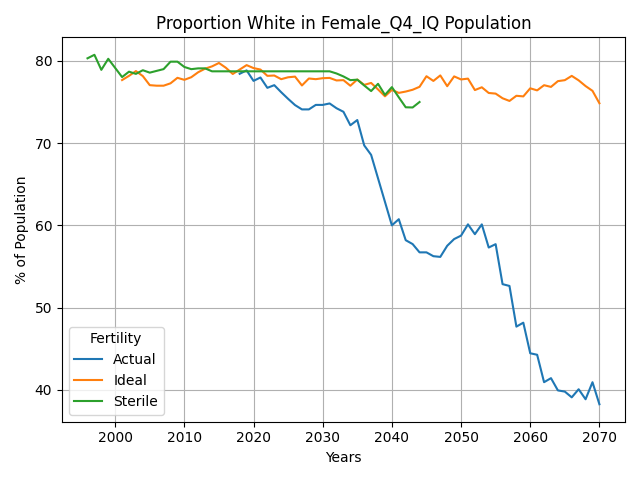 Proportion White in Female_Q4_IQ Population
% of Population
80
70
60
50
40
Fertility
Actual
Ideal
Sterile
2000 2010 2020 2030 2040 2050 2060 2070
Years